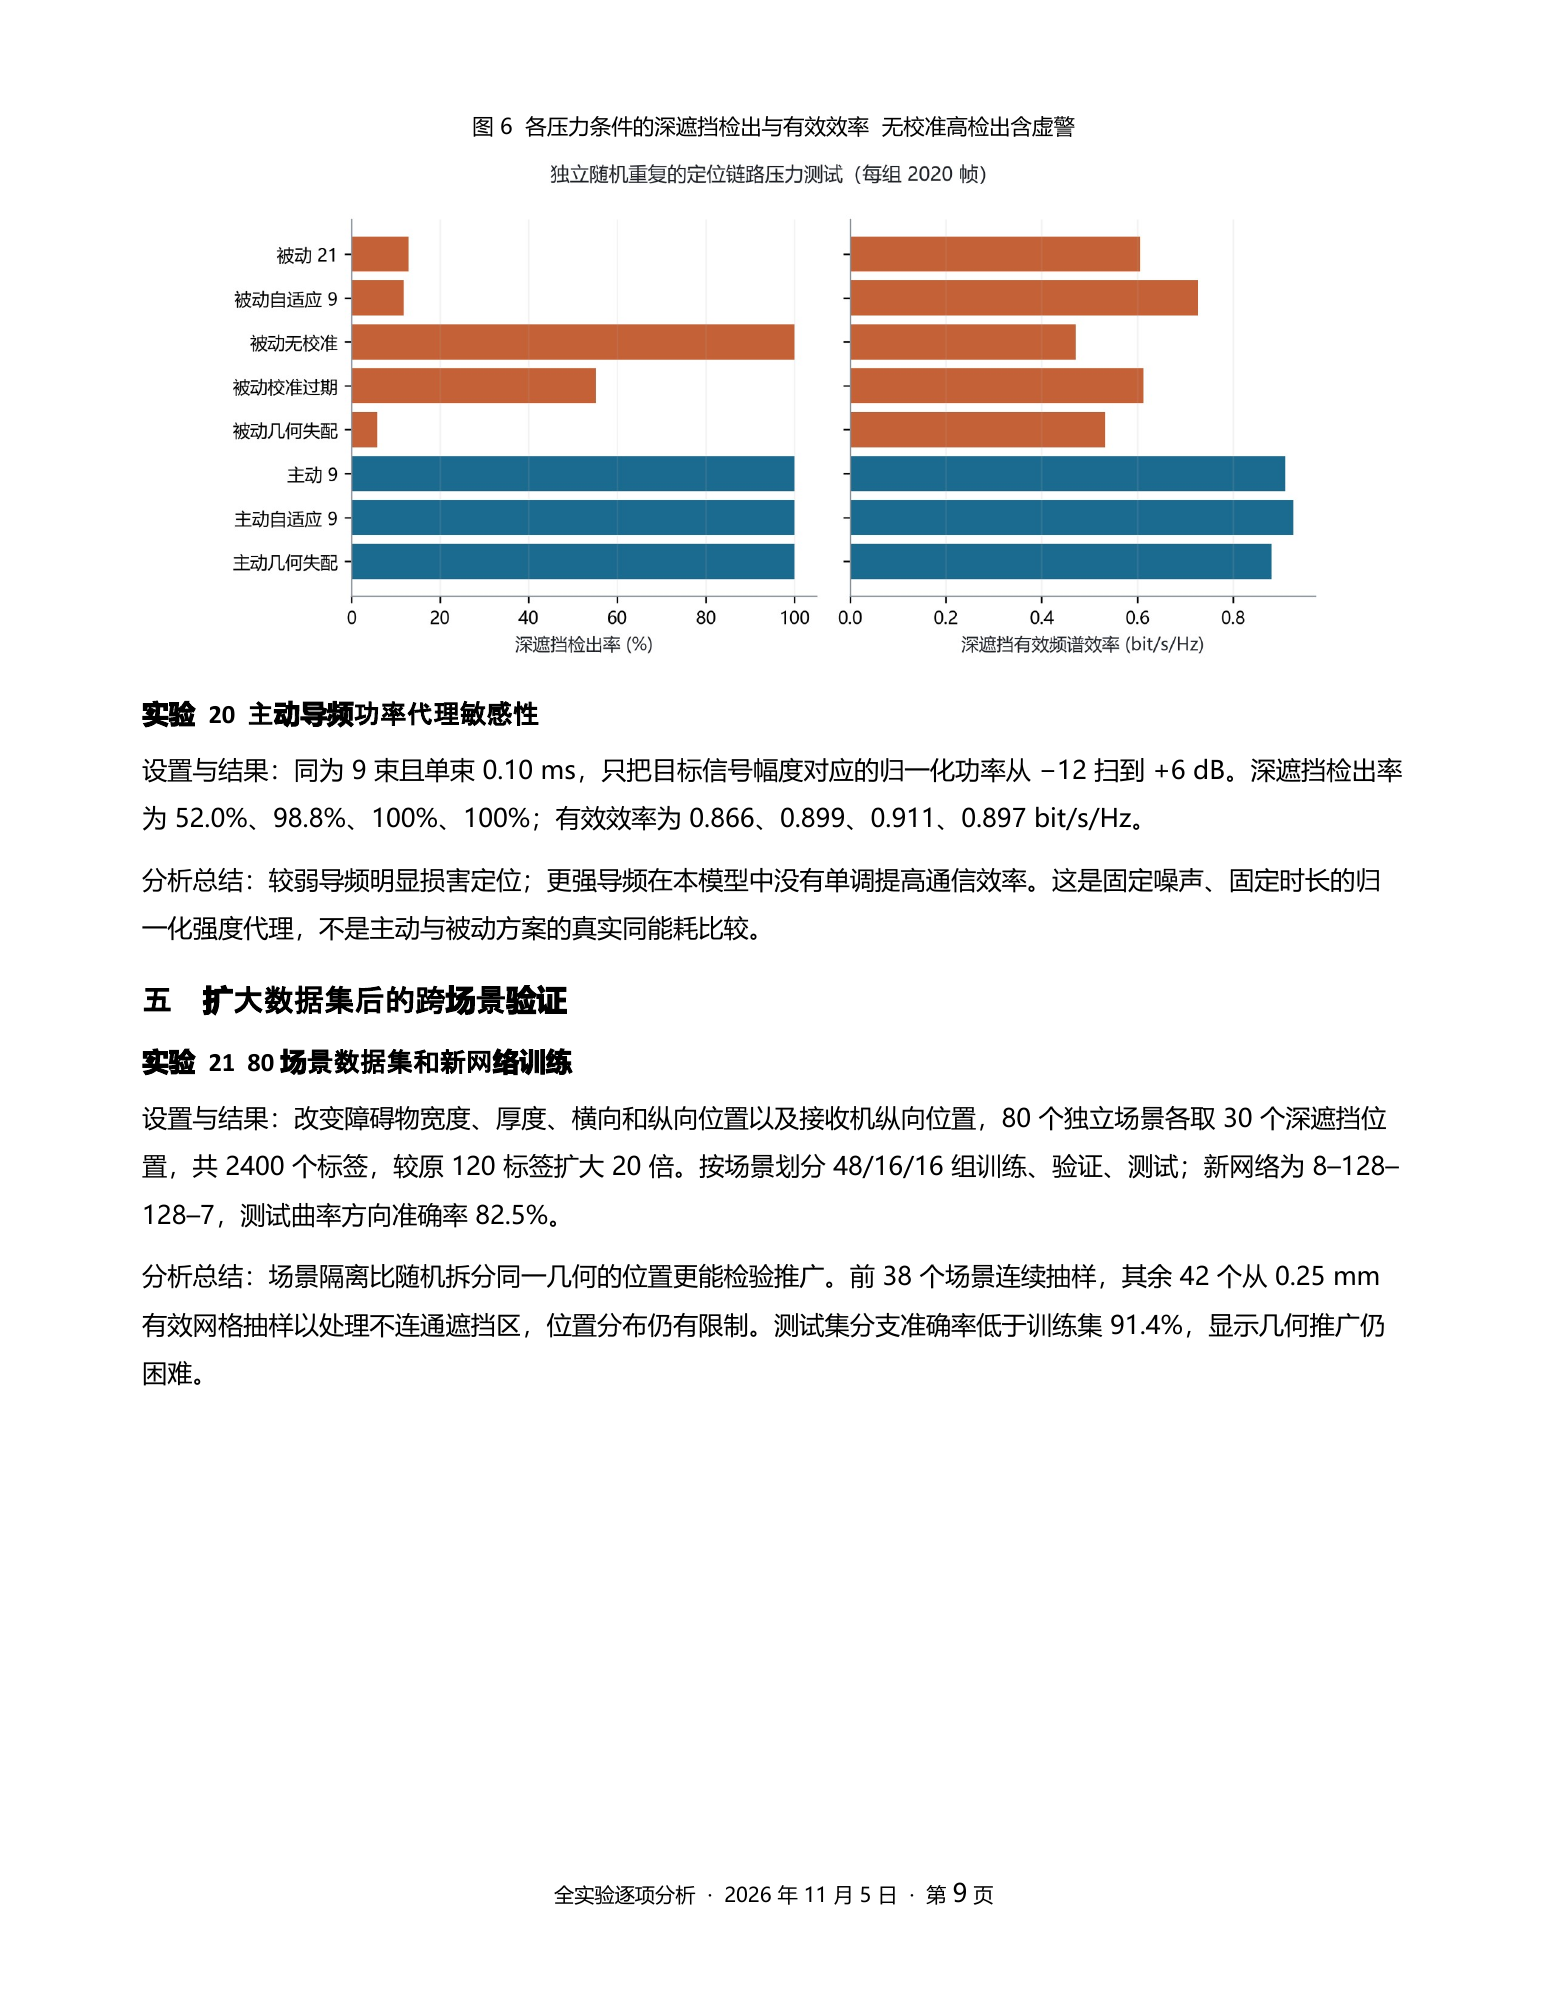 图 6 各压力条件的深遮挡检出与有效效率 无校准高检出含虚警
独立随机重复的定位链路压力测试（每组 2020 帧）
被动 21
被动自适应 9
被动无校准
被动校准过期
被动几何失配
主动 9
主动自适应 9
主动几何失配
0 20 40 60 80 100
深遮挡检出率 (%)
0.0 0.2 0.4 0.6 0.8
深遮挡有效频谱效率 (bit/s/Hz)
实验 20 主动导频功率代理敏感性
设置与结果：同为 9 束且单束 0.10 ms，只把目标信号幅度对应的归一化功率从 −12 扫到 +6 dB。深遮挡检出率
为 52.0%、98.8%、100%、100%；有效效率为 0.866、0.899、0.911、0.897 bit/s/Hz。
分析总结：较弱导频明显损害定位；更强导频在本模型中没有单调提高通信效率。这是固定噪声、固定时长的归
一化强度代理，不是主动与被动方案的真实同能耗比较。
五 扩大数据集后的跨场景验证
实验 21 80 场景数据集和新网络训练
设置与结果：改变障碍物宽度、厚度、横向和纵向位置以及接收机纵向位置，80 个独立场景各取 30 个深遮挡位
置，共 2400 个标签，较原 120 标签扩大 20 倍。按场景划分 48/16/16 组训练、验证、测试；新网络为 8–128–
128–7，测试曲率方向准确率 82.5%。
分析总结：场景隔离比随机拆分同一几何的位置更能检验推广。前 38 个场景连续抽样，其余 42 个从 0.25 mm
有效网格抽样以处理不连通遮挡区，位置分布仍有限制。测试集分支准确率低于训练集 91.4%，显示几何推广仍
困难。
全实验逐项分析 · 2026 年 11 月 5 日 · 第 9 页